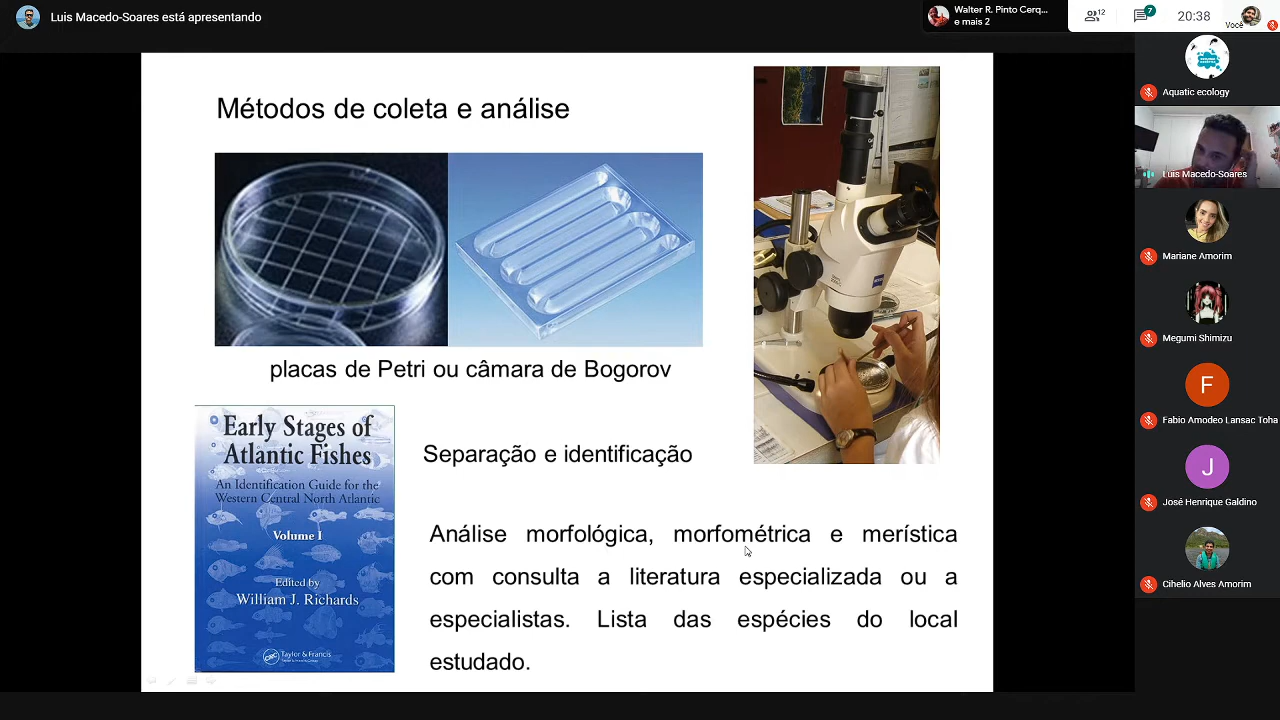 Luis Macedo-Soares está apresentando
Walter R. Pinto Cerq...
e mais 2
12
7
20:38
Você
Métodos de coleta e análise
placas de Petri ou câmara de Bogorov
Early Stages of
Atlantic Fishes
An Identification Guide for the
Western Central North Atlantic
Volume I
Edited by
William J. Richards
CRC
Taylor & Francis
Separação e identificação
Análise morfológica, morfométrica e merística
com consulta a literatura especializada ou a
especialistas. Lista das espécies do local
estudado.
ZEISS
Aquatic ecology
Luis Macedo-Soares
Mariane Amorim
Megumi Shimizu
F
Fabio Amodeo Lansac Toha
J
José Henrique Galdino
Cihelio Alves Amorim